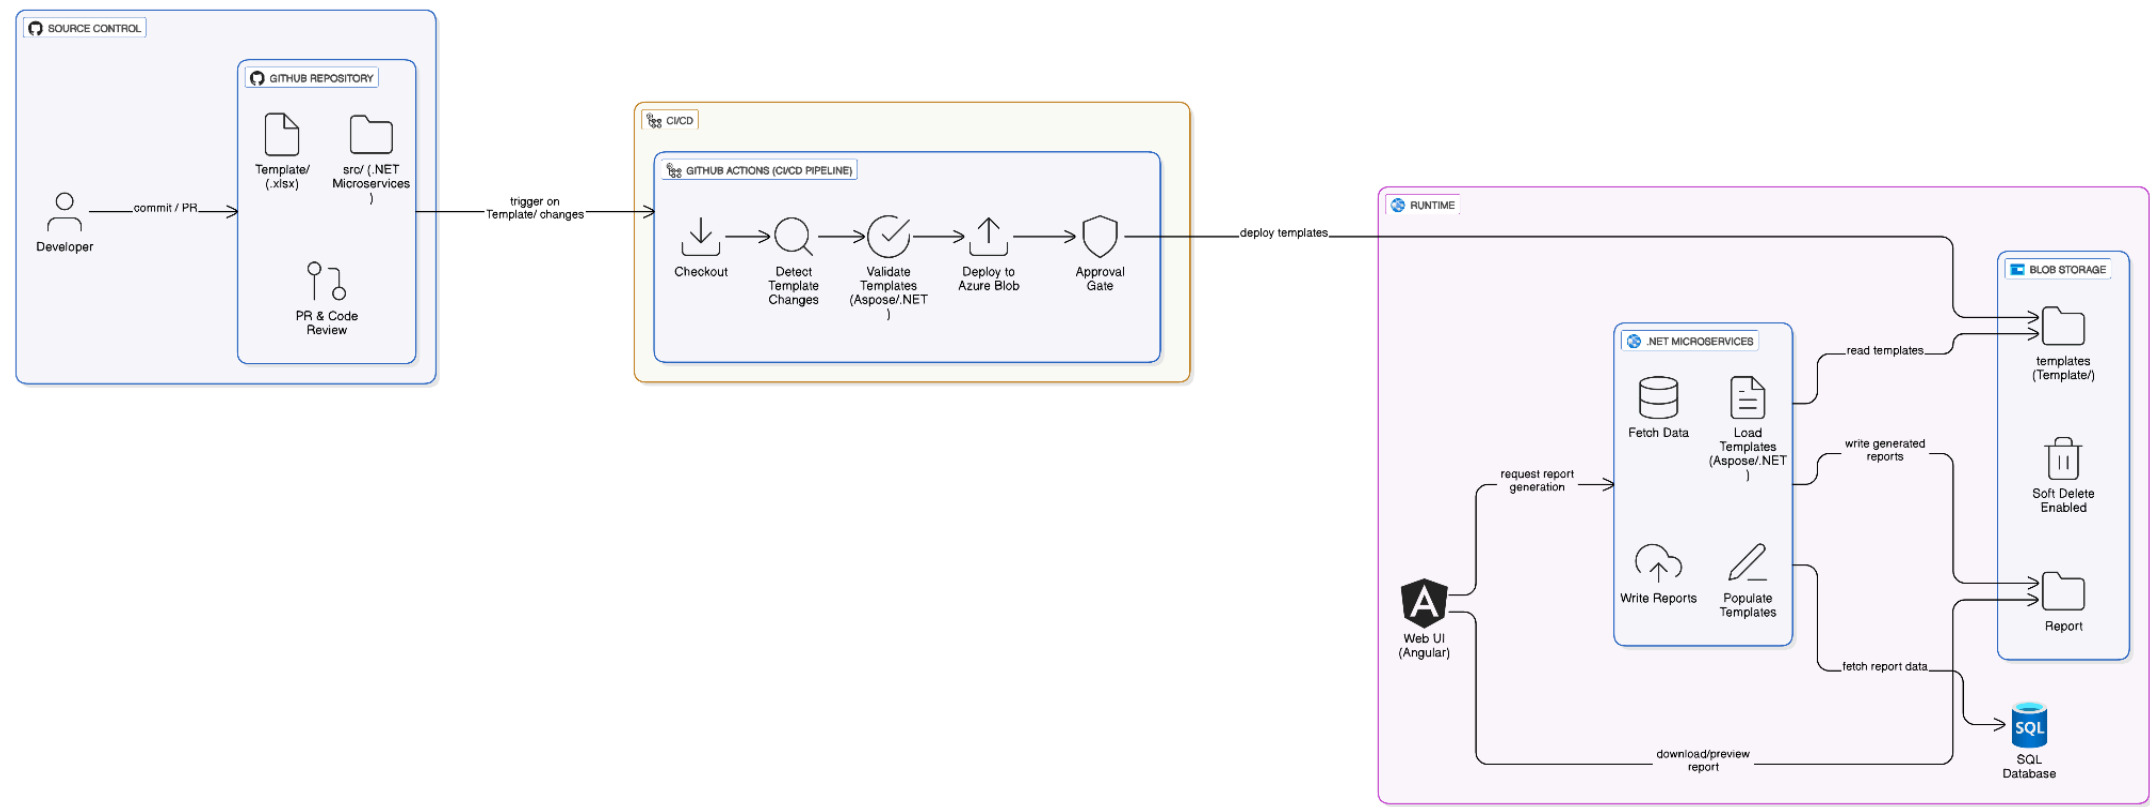 SOURCE CONTROL
GITHUB REPOSITORY
Template/
(.xlsx)
src/ (.NET
Microservices
)
Developer
commit / PR
PR & Code
Review
trigger on
Template/ changes
CI/CD
GITHUB ACTIONS (CI/CD PIPELINE)
Checkout
Detect
Template
Changes
Validate
Templates
(Aspose/.NET
)
Deploy to
Azure Blob
Approval
Gate
deploy templates
RUNTIME
BLOB STORAGE
templates
(Template/)
Soft Delete
Enabled
Report
.NET MICROSERVICES
Fetch Data
Load
Templates
(Aspose/.NET
)
Write Reports
Populate
Templates
read templates
write generated
reports
request report
generation
Web UI
(Angular)
fetch report data
download/preview
report
SQL
SQL
Database